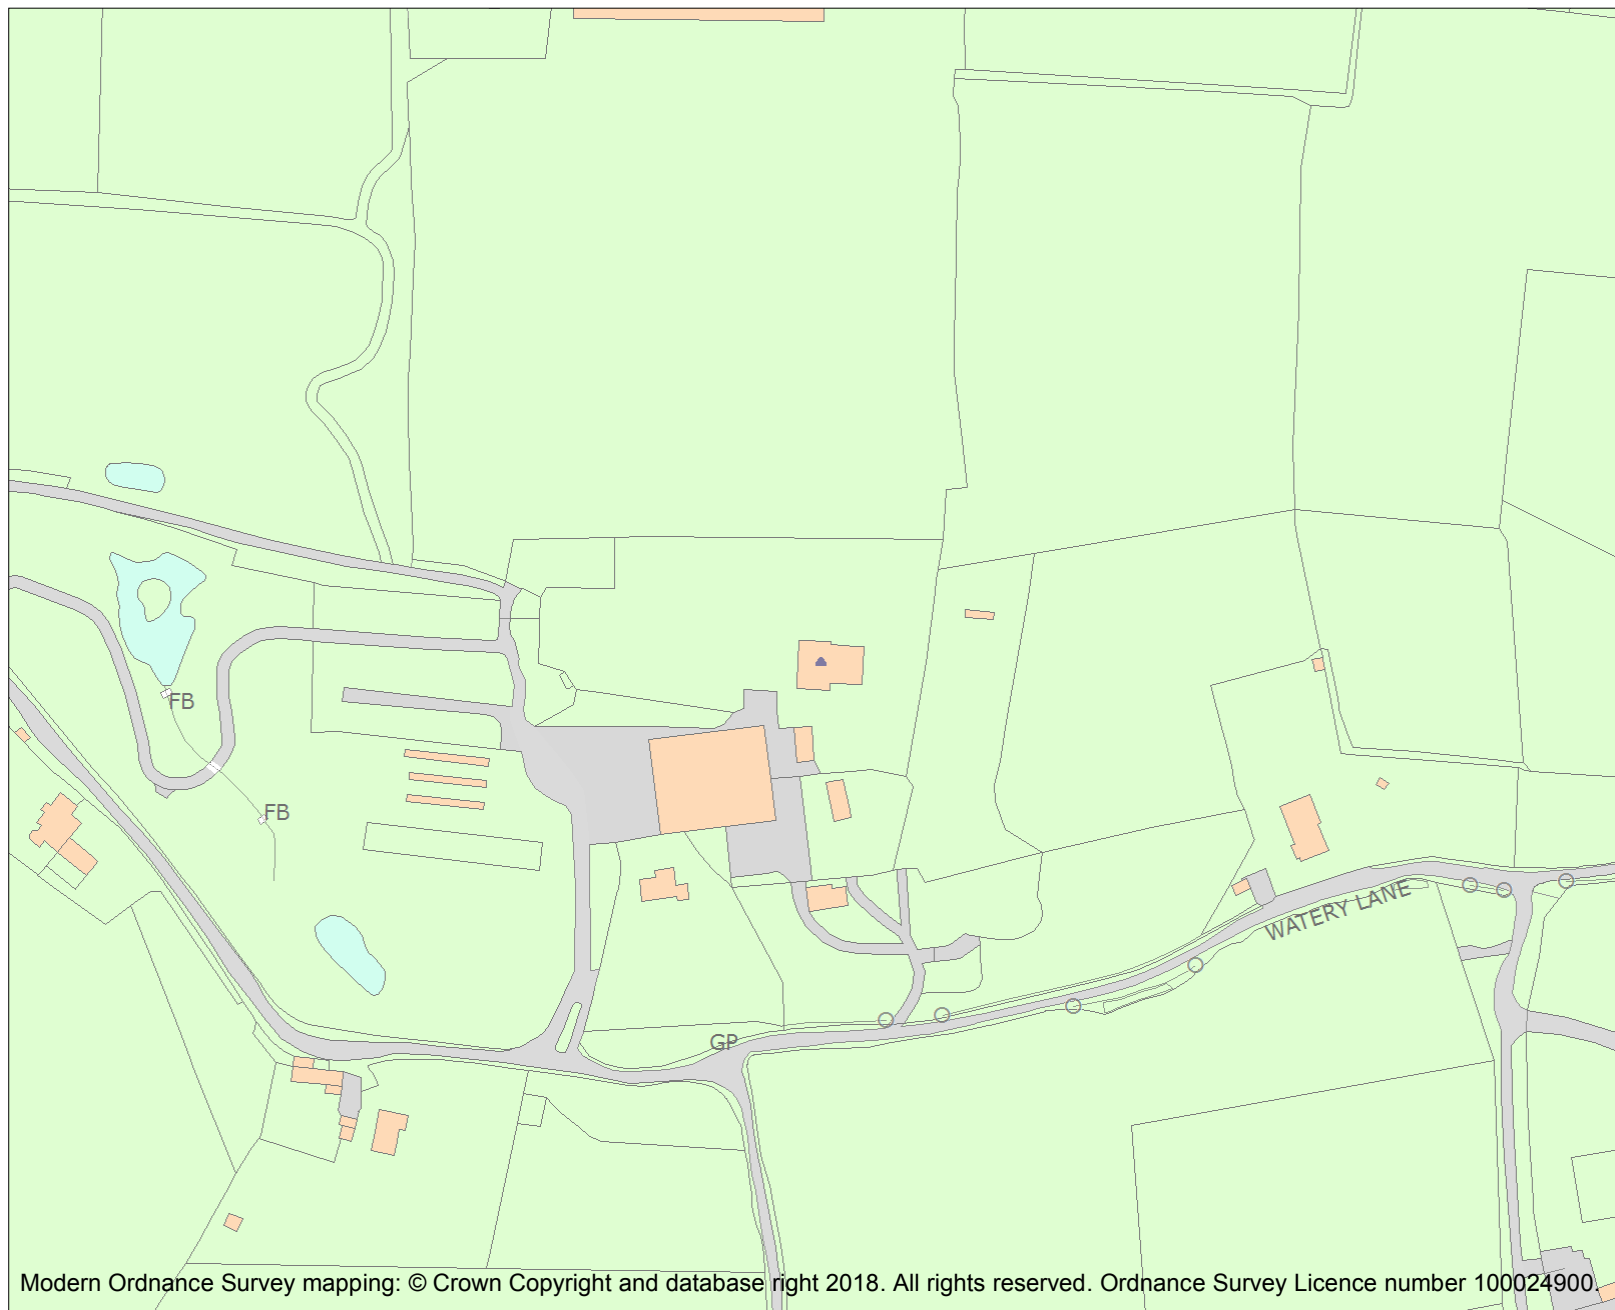 FB
FB
WATERY LANE
GP
Modern Ordnance Survey mapping: © Crown Copyright and database right 2018. All rights reserved. Ordnance Survey Licence number 100024900.